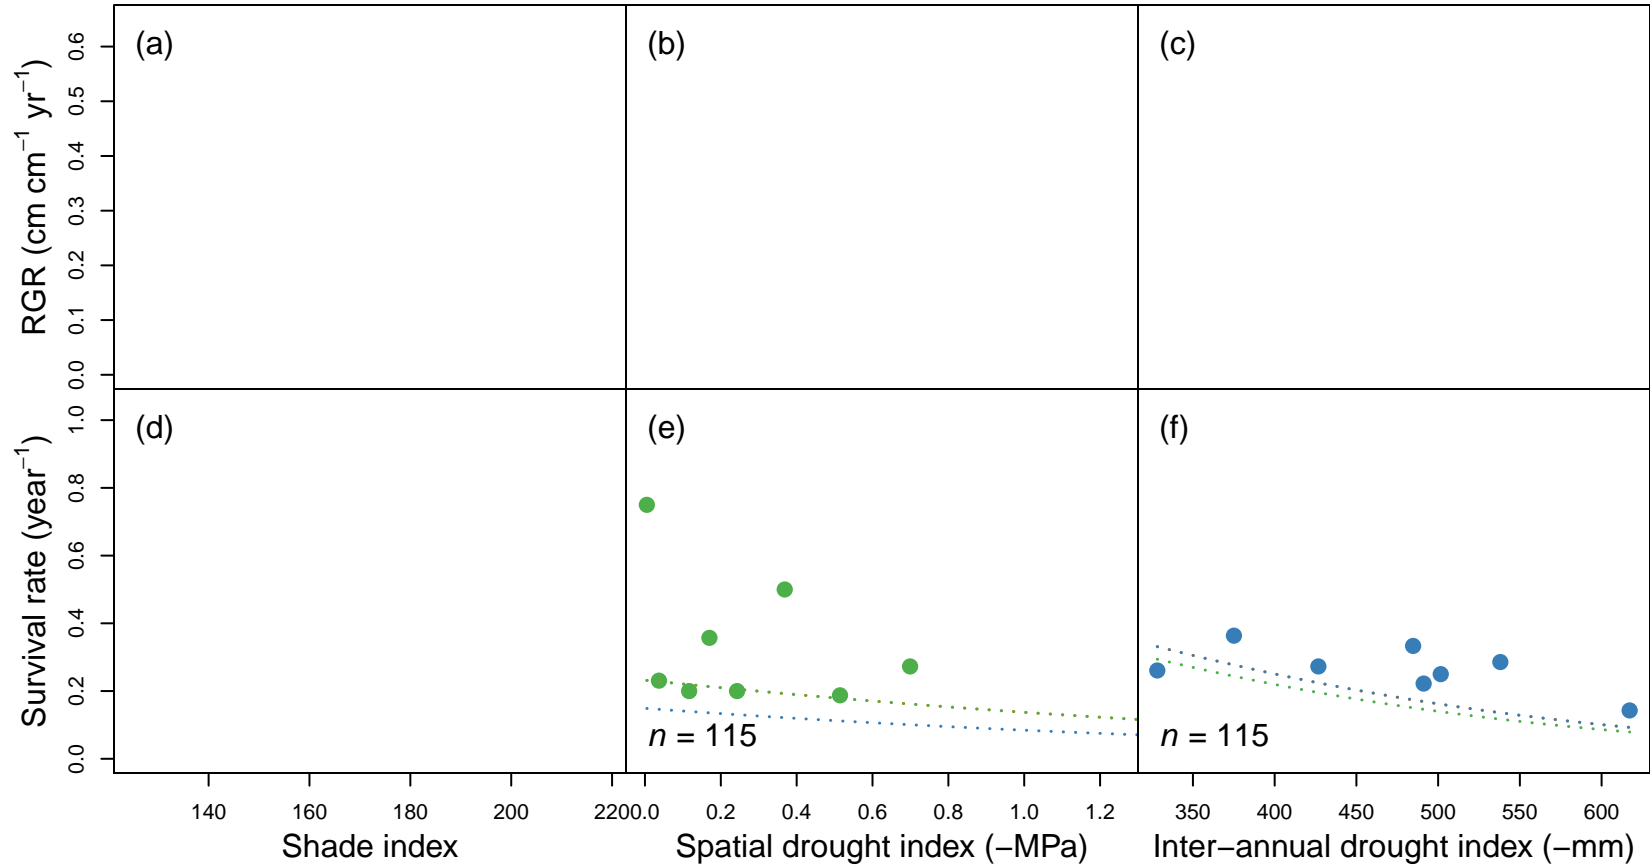 (a)
(b)
(c)
RGR (cm cm−1 yr−1)
0.0 0.1 0.2 0.3 0.4 0.5 0.6
(d)
(e)
(f)
Survival rate (year−1)
0.0 0.2 0.4 0.6 0.8 1.0
n = 115
n = 115
140 160 180 200 220
0.0 0.2 0.4 0.6 0.8 1.0 1.2
350 400 450 500 550 600
Shade index
Spatial drought index (−MPa)
Inter−annual drought index (−mm)